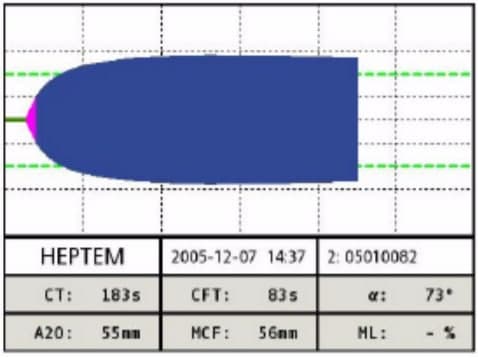 HEPTEM 2005-12-07 14:37 2: 05010082
CT: 183s CFT: 83s α: 73°
A20: 55mm MCF: 56mm ML: - %